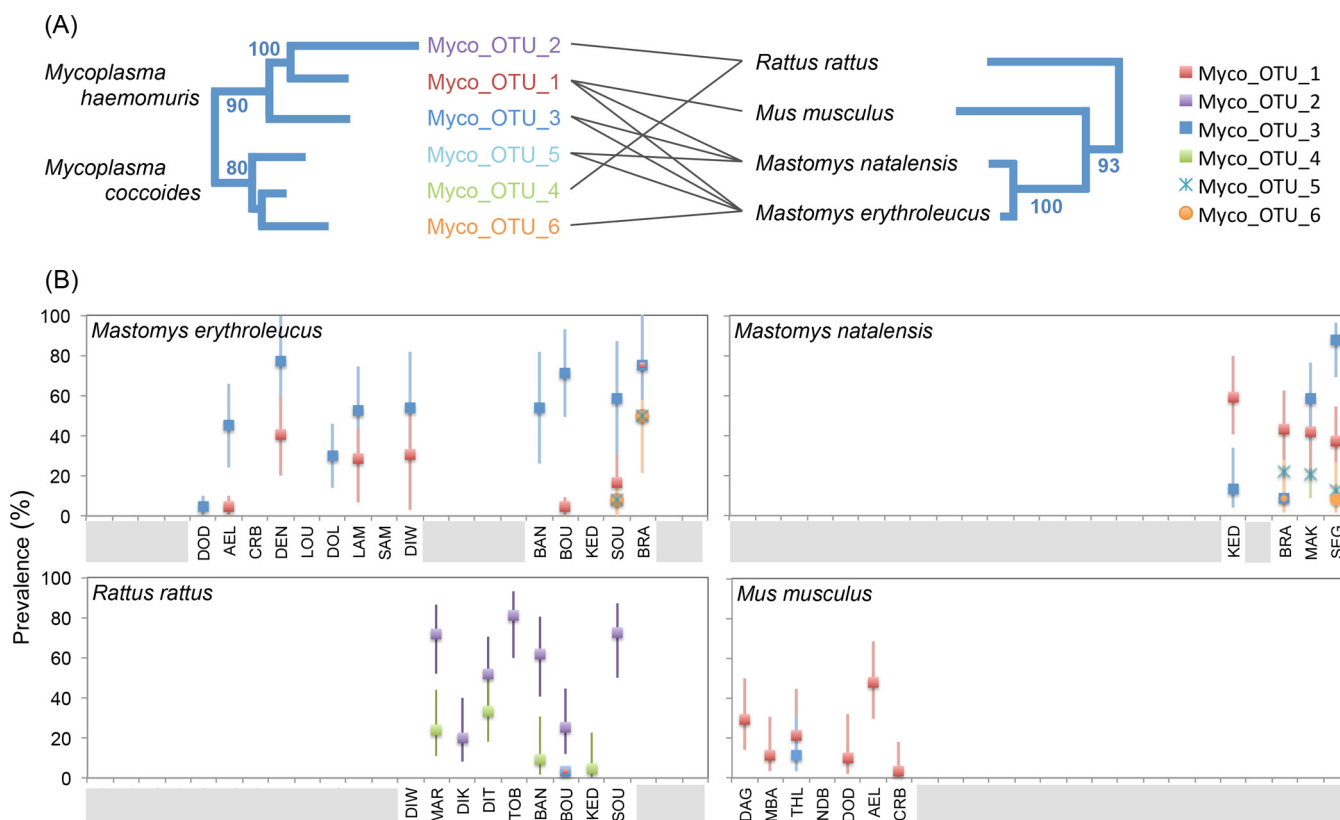 (A)
Mycoplasma
haemomuris
Mycoplasma
coccoides
100
90
80
Myco_OTU_2
Myco_OTU_1
Myco_OTU_3
Myco_OTU_5
Myco_OTU_4
Myco_OTU_6
Rattus rattus
Mus musculus
Mastomys natalensis
Mastomys erythroleucus
93
100
Myco_OTU_1
Myco_OTU_2
Myco_OTU_3
Myco_OTU_4
Myco_OTU_5
Myco_OTU_6
(B)
Prevalence (%)
Mastomys erythroleucus
100
80
60
40
20
0
DOD AEL CRB DEN LOU DOL LAM SAM DIW BAN BOU KED SOU BRA
Mastomys natalensis
KED BRA MAK SEG
Rattus rattus
100
80
60
40
20
0
DIW MAR DIK DIT TOB BAN BOU KED SOU
Mus musculus
DAG MBA THL NDB DOD AEL CRB